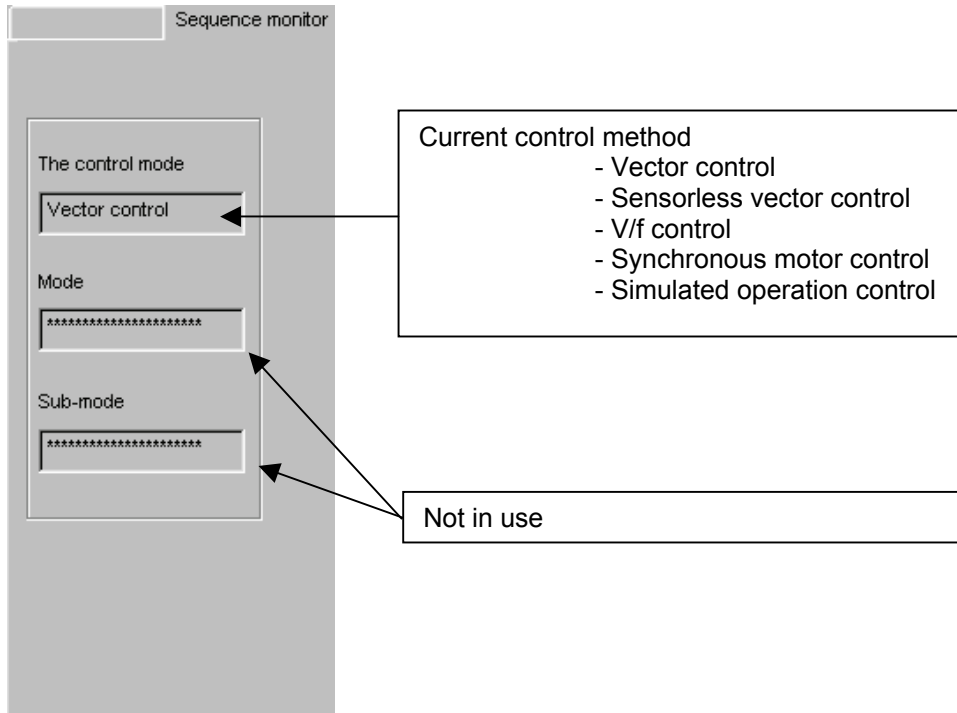 Sequence monitor
The control mode
Vector control
Mode
**********************
Sub-mode
**********************
Current control method
- Vector control
- Sensorless vector control
- V/f control
- Synchronous motor control
- Simulated operation control
Not in use